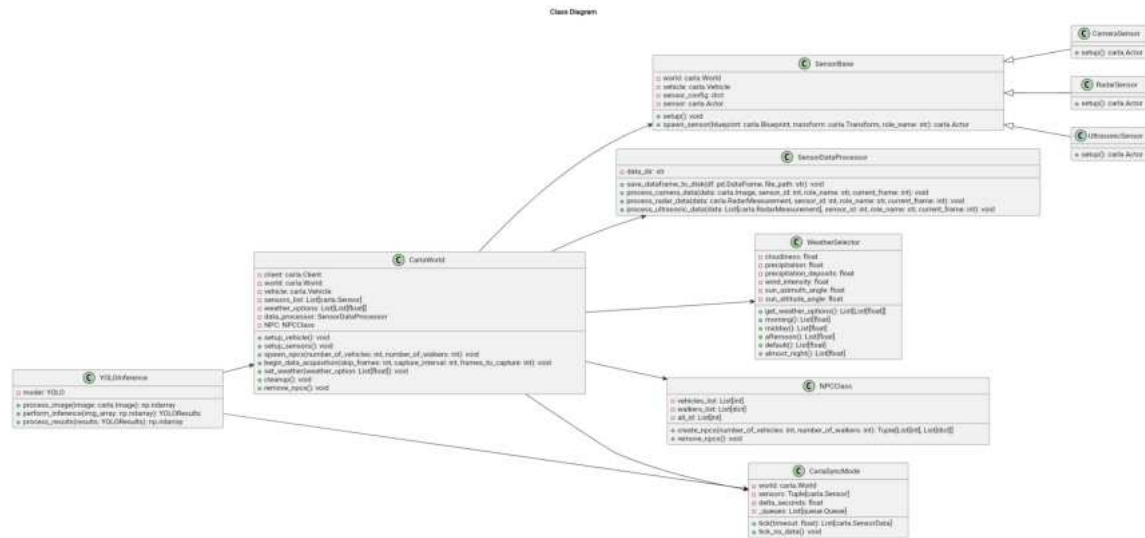 Class Diagram
C CameraSensor
setup(): carla.Actor
C RadarSensor
setup(): carla.Actor
C UltrasonicSensor
setup(): carla.Actor
C SensorBase
world: carla.World
vehicle: carla.Vehicle
sensor_config: dict
sensor: carla.Actor
setup(): void
spawn_sensor(blueprint: carla.Blueprint, transform: carla.Transform, role_name: str): carla.Actor
C SensorDataProcessor
data_dir: str
save_dataframe_to_disk(df: pd.DataFrame, file_path: str): void
process_camera_data(data: carla.Image, sensor_id: int, role_name: str, current_frame: int): void
process_radar_data(data: carla.RadarMeasurement, sensor_id: int, role_name: str, current_frame: int): void
process_ultrasonic_data(data: List[carla.RadarMeasurement], sensor_id: int, role_name: str, current_frame: int): void
C WeatherSelector
cloudiness: float
precipitation: float
precipitation_deposits: float
wind_intensity: float
sun_azimuth_angle: float
sun_altitude_angle: float
get_weather_options(): List[List[float]]
morning(): List[float]
midday(): List[float]
afternoon(): List[float]
default(): List[float]
almost_night(): List[float]
C CarlaWorld
client: carla.Client
world: carla.World
vehicle: carla.Vehicle
sensors_list: List[carla.Sensor]
weather_options: List[List[float]]
data_processor: SensorDataProcessor
NPC: NPCClass
setup_vehicle(): void
setup_sensors(): void
spawn_npcs(number_of_vehicles: int, number_of_walkers: int): void
begin_data_acquisition(skip_frames: int, capture_interval: int, frames_to_capture: int): void
set_weather(weather_option: List[float]): void
cleanup(): void
remove_npcs(): void
C YOLOInference
model: YOLO
process_image(image: carla.Image): np.ndarray
perform_inference(img_array: np.ndarray): YOLOResults
process_results(results: YOLOResults): np.ndarray
C NPCClass
vehicles_list: List[int]
walkers_list: List[dict]
all_id: List[int]
create_npcs(number_of_vehicles: int, number_of_walkers: int): Tuple[List[int], List[dict]]
remove_npcs(): void
C CarlaSyncMode
world: carla.World
sensors: Tuple[carla.Sensor]
delta_seconds: float
_queues: List[queue.Queue]
tick(timeout: float): List[carla.SensorData]
tick_no_data(): void